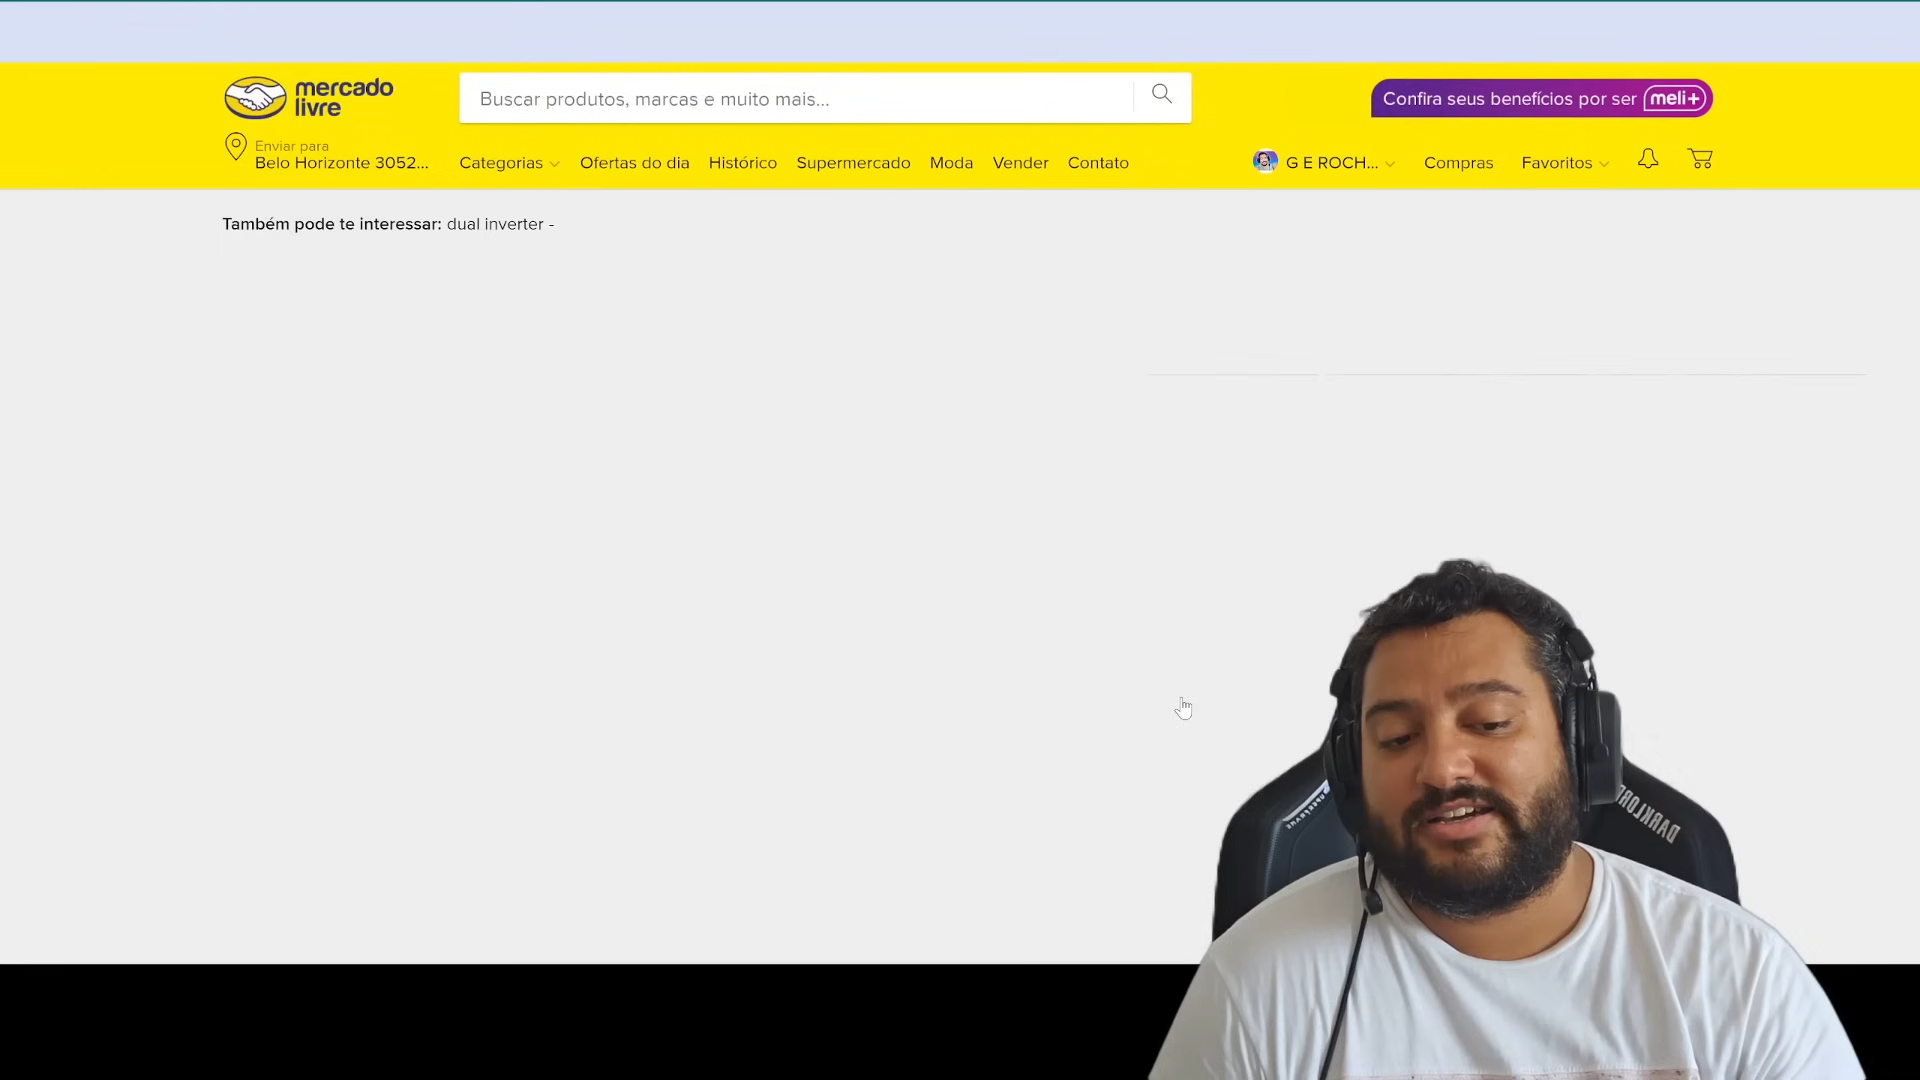 mercado
livre
Buscar produtos, marcas e muito mais...
Confira seus benefícios por ser meli+
Enviar para
Belo Horizonte 3052...
Categorias
Ofertas do dia
Histórico
Supermercado
Moda
Vender
Contato
G E ROCH...
Compras
Favoritos
Também pode te interessar: dual inverter -
DARKLORD